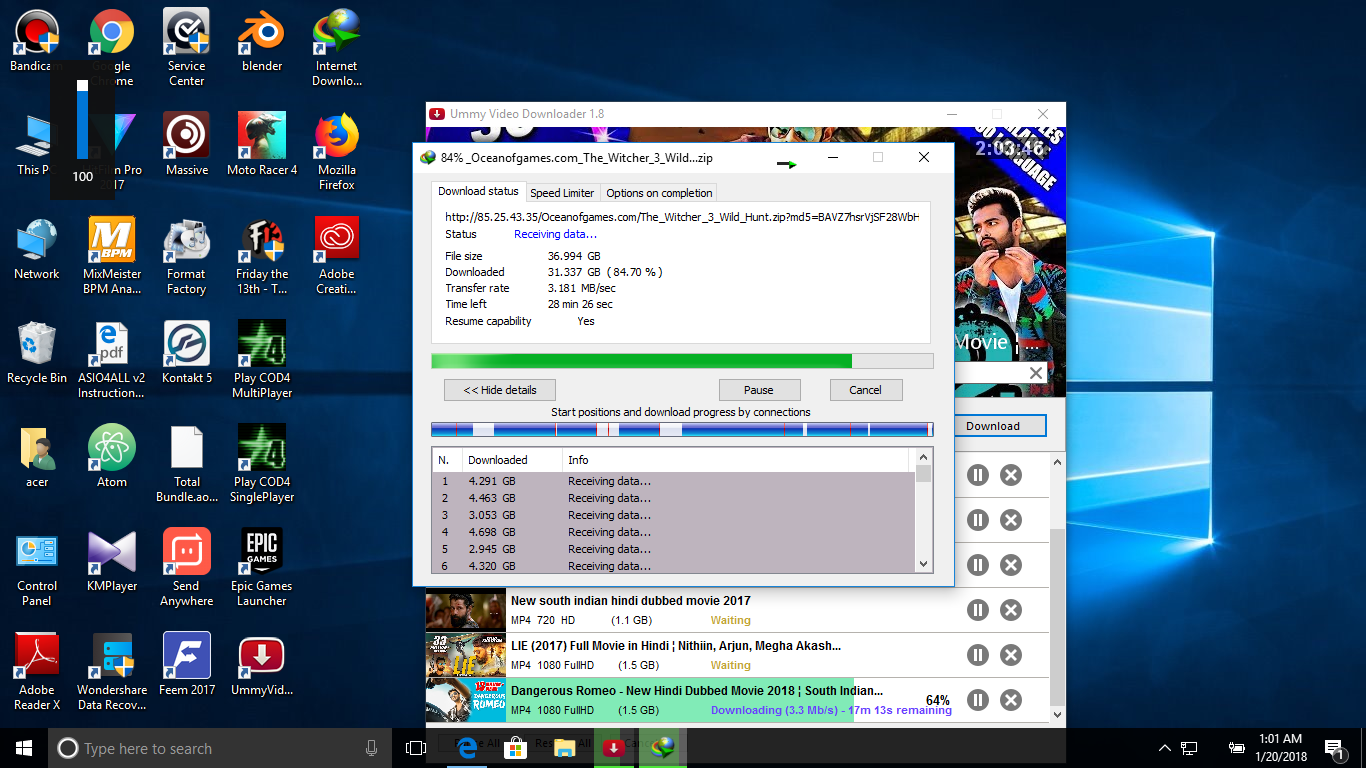 Bandica
Google Chrome
Service Center
blender
Internet Downlo...
This P
Film Pro 2017
Massive
Moto Racer 4
Mozilla Firefox
100
Network
MixMeister BPM Ana...
Format Factory
Friday the 13th - T...
Adobe Creati...
Recycle Bin
ASIO4ALL v2 Instruction...
Kontakt 5
Play COD4 MultiPlayer
acer
Atom
Total Bundle.ao...
Play COD4 SinglePlayer
Control Panel
KMPlayer
Send Anywhere
Epic Games Launcher
Adobe Reader X
Wondershare Data Recov...
Feem 2017
UmmyVid...
Ummy Video Downloader 1.8
2:03:46
84% _Oceanofgames.com_The_Witcher_3_Wild...zip
Download status
Speed Limiter
Options on completion
http://85.25.43.35/Oceanofgames.com/The_Witcher_3_Wild_Hunt.zip?md5=BAVZ7hsrVjSF28WbH
Status Receiving data...
File size 36.994 GB
Downloaded 31.337 GB ( 84.70 % )
Transfer rate 3.181 MB/sec
Time left 28 min 26 sec
Resume capability Yes
Movie ¦ ...
<< Hide details
Pause
Cancel
Start positions and download progress by connections
Download
N. Downloaded Info
1 4.291 GB Receiving data...
2 4.463 GB Receiving data...
3 3.053 GB Receiving data...
4 4.698 GB Receiving data...
5 2.945 GB Receiving data...
6 4.320 GB Receiving data...
New south indian hindi dubbed movie 2017
MP4 720 HD (1.1 GB) Waiting
LIE (2017) Full Movie in Hindi ¦ Nithiin, Arjun, Megha Akash...
MP4 1080 FullHD (1.5 GB) Waiting
Dangerous Romeo - New Hindi Dubbed Movie 2018 ¦ South Indian...
64%
MP4 1080 FullHD (1.5 GB) Downloading (3.3 Mb/s) - 17m 13s remaining
Type here to search
1:01 AM
1/20/2018
1